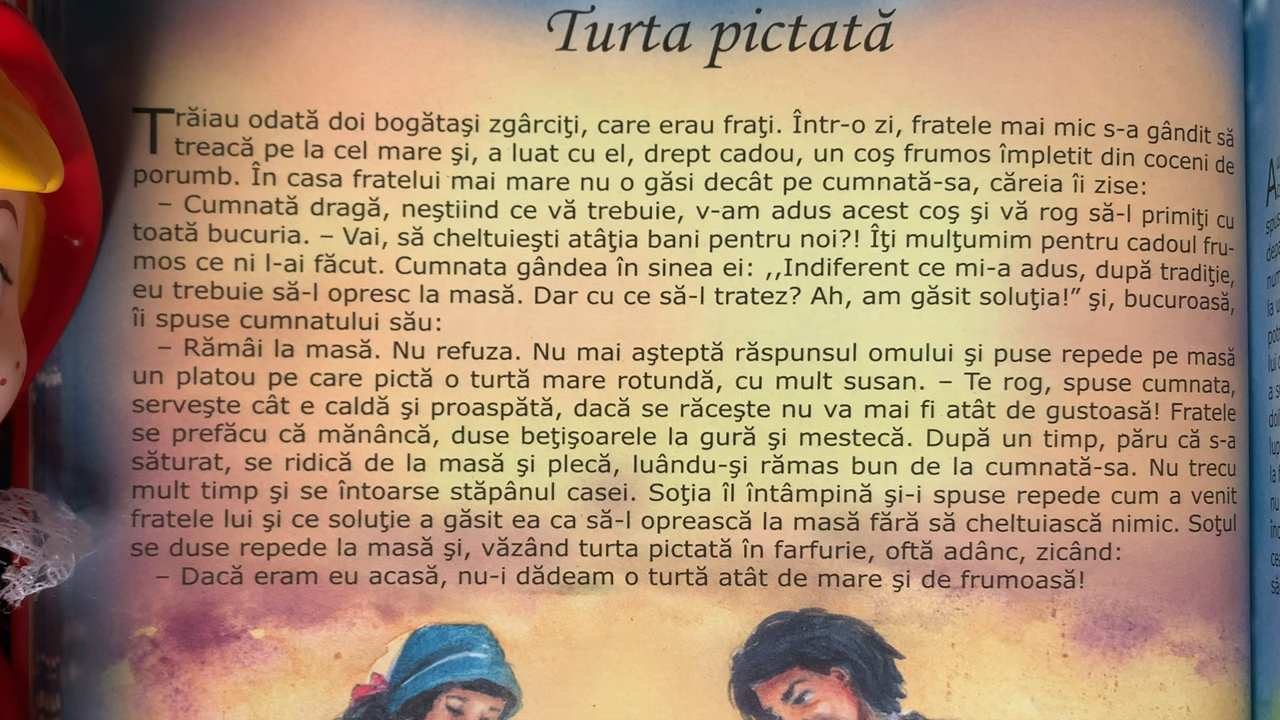 Turta pictată
Trăiau odată doi bogătaşi zgârciţi, care erau fraţi. Într-o zi, fratele mai mic s-a gândit să
treacă pe la cel mare şi, a luat cu el, drept cadou, un coş frumos împletit din coceni de
porumb. În casa fratelui mai mare nu o găsi decât pe cumnată-sa, căreia îi zise:
– Cumnată dragă, neştiind ce vă trebuie, v-am adus acest coş şi vă rog să-l primiţi cu
toată bucuria. – Vai, să cheltuieşti atâţia bani pentru noi?! Îţi mulţumim pentru cadoul fru-
mos ce ni l-ai făcut. Cumnata gândea în sinea ei: ,,Indiferent ce mi-a adus, după tradiţie,
eu trebuie să-l opresc la masă. Dar cu ce să-l tratez? Ah, am găsit soluţia!” şi, bucuroasă,
îi spuse cumnatului său:
– Rămâi la masă. Nu refuza. Nu mai aşteptă răspunsul omului şi puse repede pe masă
un platou pe care pictă o turtă mare rotundă, cu mult susan. – Te rog, spuse cumnata,
serveşte cât e caldă şi proaspătă, dacă se răceşte nu va mai fi atât de gustoasă! Fratele
se prefăcu că mănâncă, duse beţişoarele la gură şi mestecă. După un timp, păru că s-a
săturat, se ridică de la masă şi plecă, luându-şi rămas bun de la cumnată-sa. Nu trecu
mult timp şi se întoarse stăpânul casei. Soţia îl întâmpină şi-i spuse repede cum a venit
fratele lui şi ce soluţie a găsit ea ca să-l oprească la masă fără să cheltuiască nimic. Soţul
se duse repede la masă şi, văzând turta pictată în farfurie, oftă adânc, zicând:
– Dacă eram eu acasă, nu-i dădeam o turtă atât de mare şi de frumoasă!